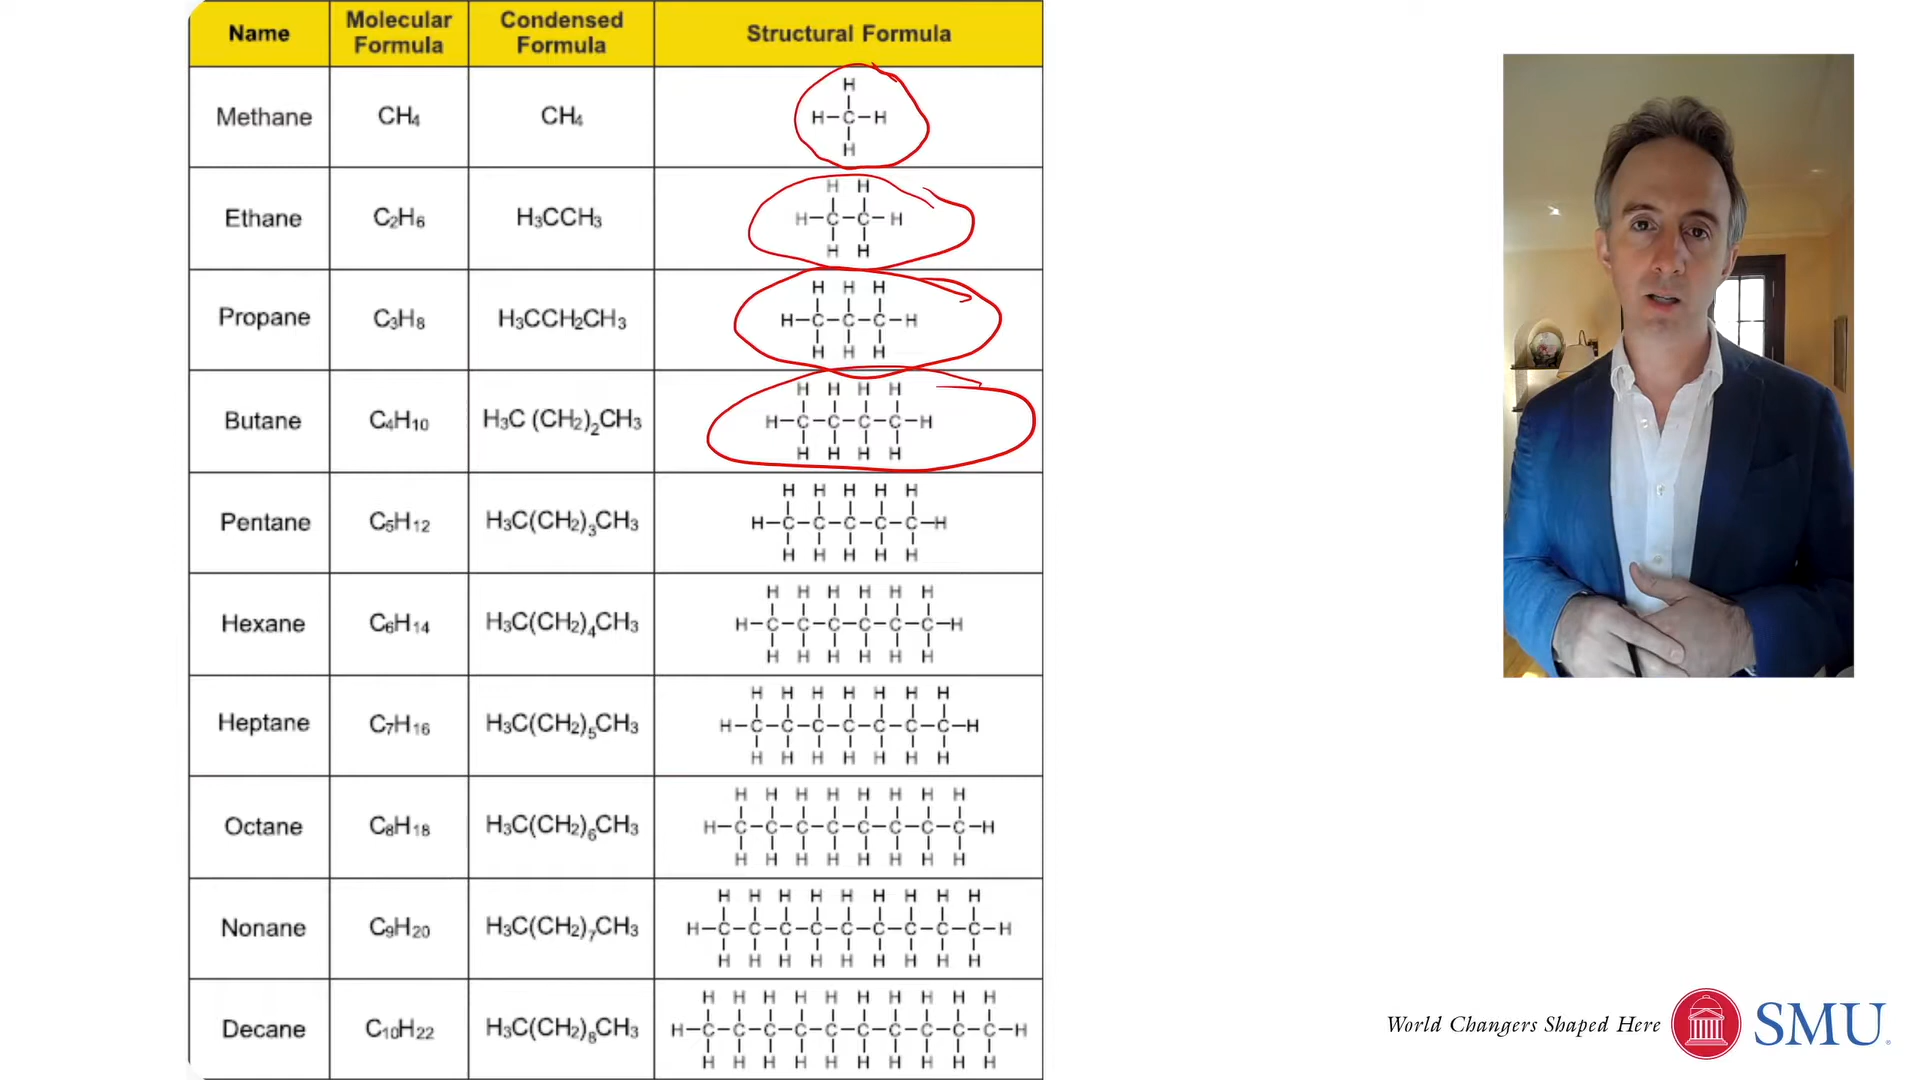 Name
Molecular
Formula
Condensed
Formula
Structural Formula
Methane
CH₄
CH₄
H
H-C-H
H
Ethane
C₂H₆
H₃CCH₃
H H
H-C-C-H
H H
Propane
C₃H₈
H₃CCH₂CH₃
H H H
H-C-C-C-H
H H H
Butane
C₄H₁₀
H₃C (CH₂)₂CH₃
H H H H
H-C-C-C-C-H
H H H H
Pentane
C₅H₁₂
H₃C(CH₂)₃CH₃
H H H H H
H-C-C-C-C-C-H
H H H H H
Hexane
C₆H₁₄
H₃C(CH₂)₄CH₃
H H H H H H
H-C-C-C-C-C-C-H
H H H H H H
Heptane
C₇H₁₆
H₃C(CH₂)₅CH₃
H H H H H H H
H-C-C-C-C-C-C-C-H
H H H H H H H
Octane
C₈H₁₈
H₃C(CH₂)₆CH₃
H H H H H H H H
H-C-C-C-C-C-C-C-C-H
H H H H H H H H
Nonane
C₉H₂₀
H₃C(CH₂)₇CH₃
H H H H H H H H H
H-C-C-C-C-C-C-C-C-C-H
H H H H H H H H H
Decane
C₁₀H₂₂
H₃C(CH₂)₈CH₃
H H H H H H H H H H
H-C-C-C-C-C-C-C-C-C-C-H
H H H H H H H H H H
World Changers Shaped Here
SMU